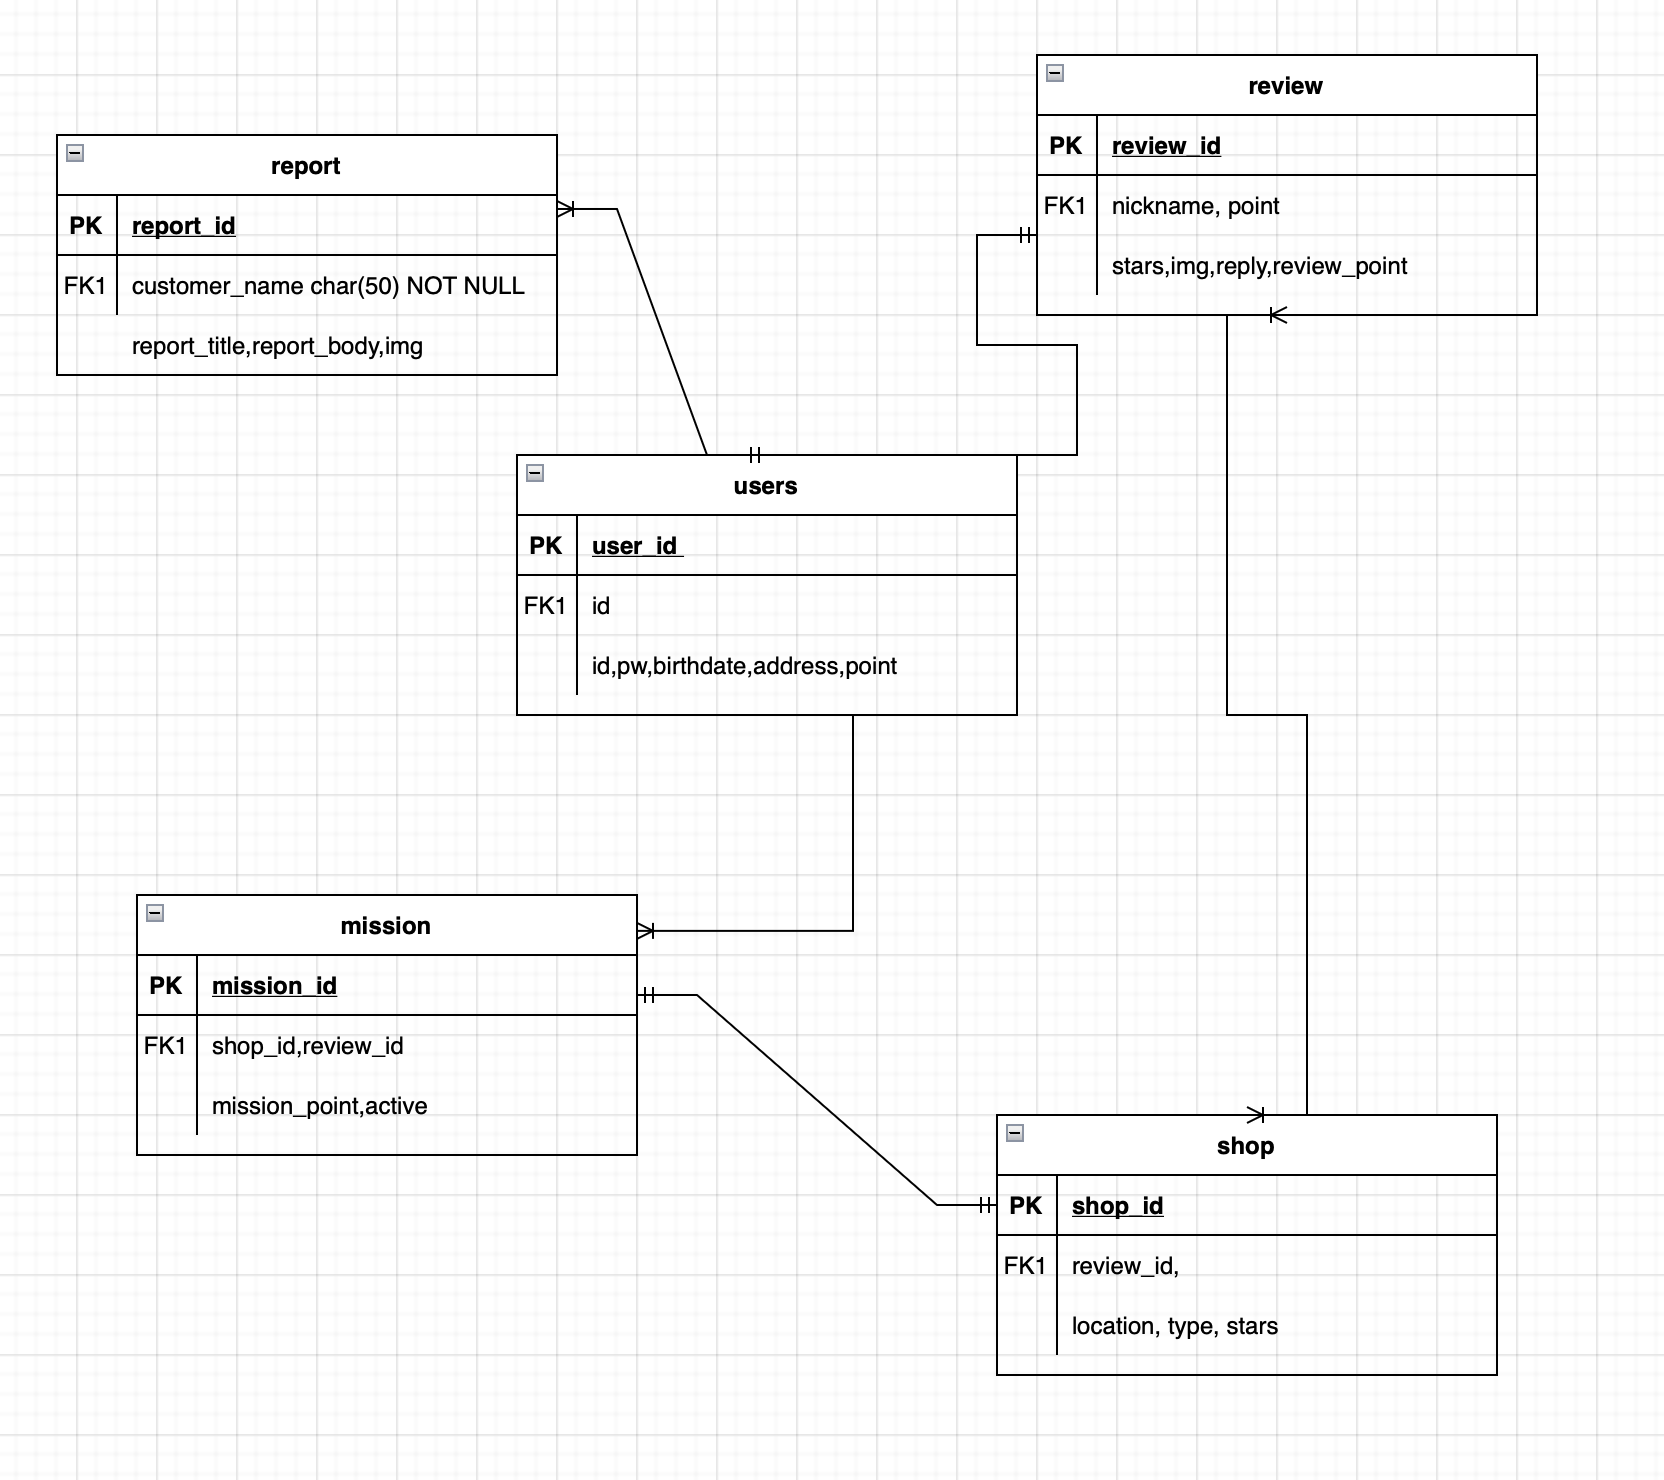 review
PK review_id
FK1 nickname, point
stars,img,reply,review_point
report
PK report_id
FK1 customer_name char(50) NOT NULL
report_title,report_body,img
users
PK user_id
FK1 id
id,pw,birthdate,address,point
mission
PK mission_id
FK1 shop_id,review_id
mission_point,active
shop
PK shop_id
FK1 review_id,
location, type, stars